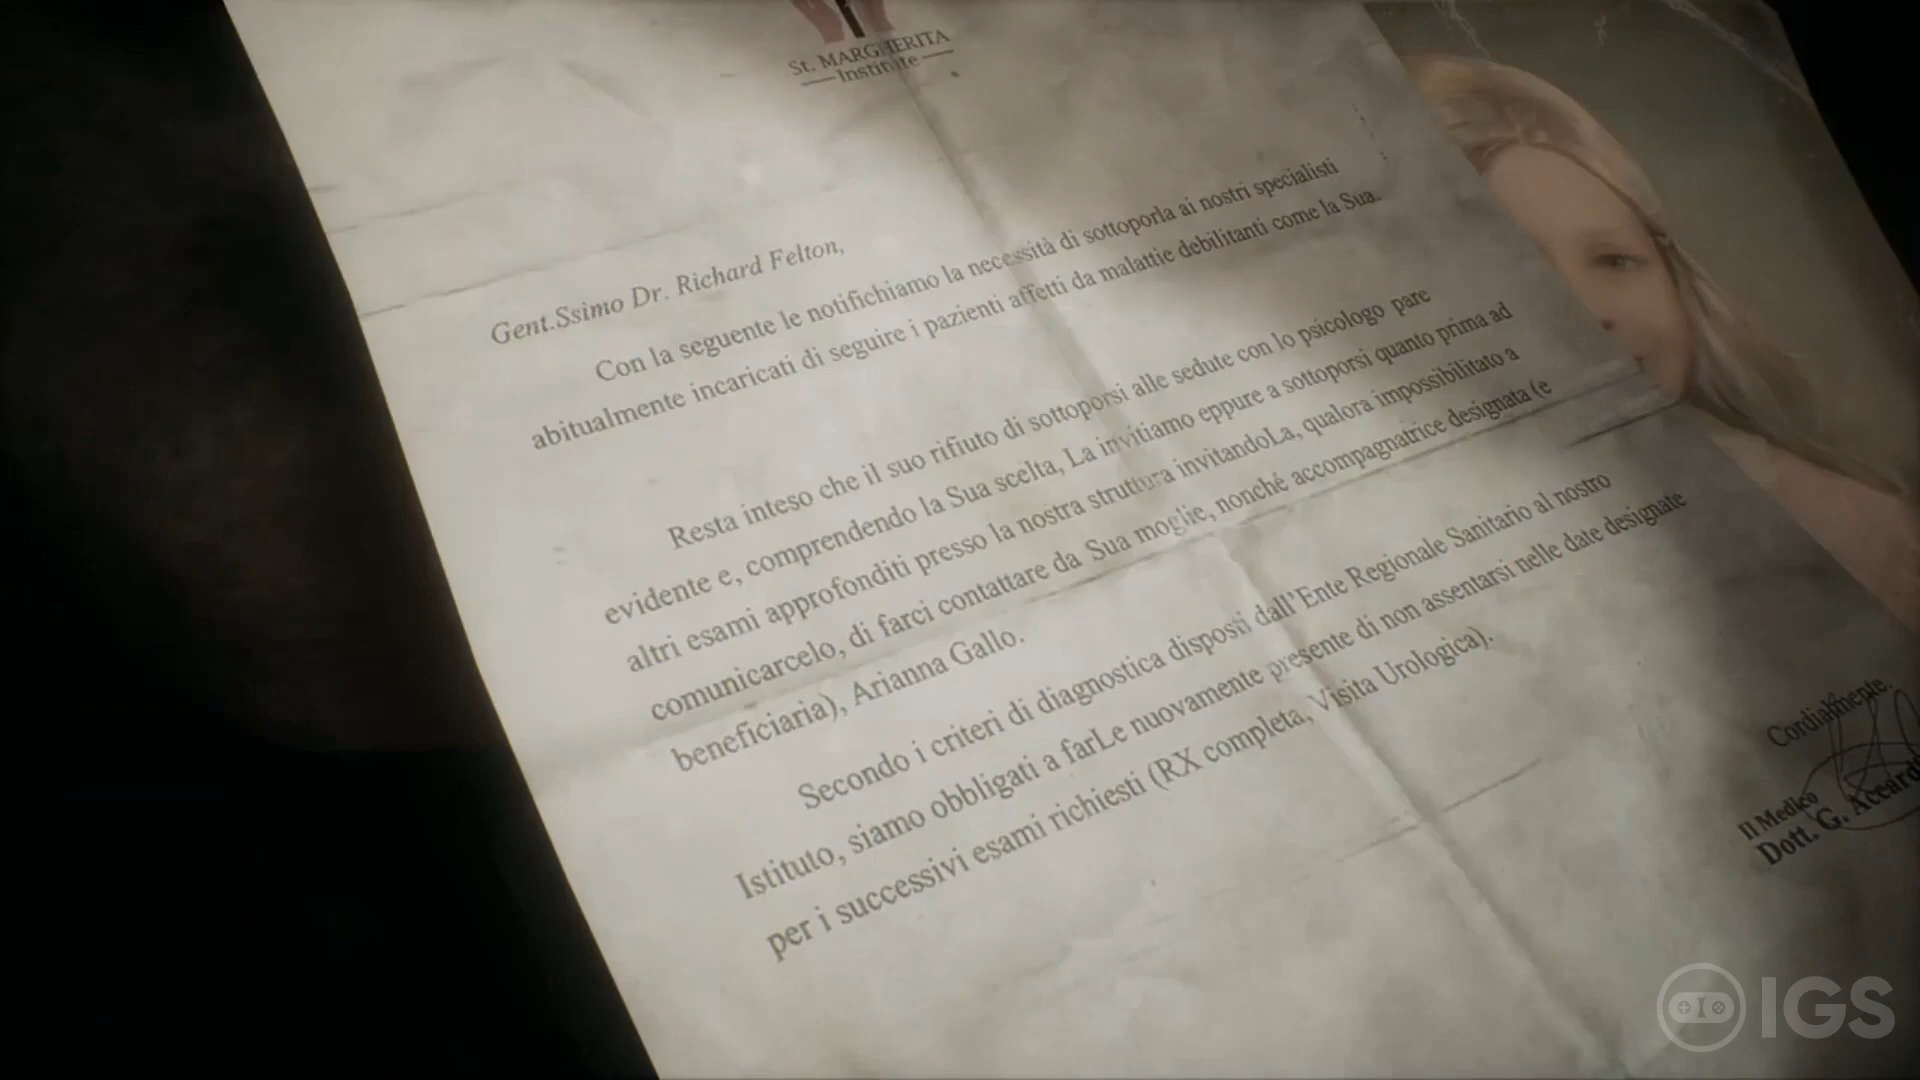 St. MARGHERITA
Institute
Gent.Ssimo Dr. Richard Felton,
Con la seguente le notifichiamo la necessità di sottoporla ai nostri specialisti
abitualmente incaricati di seguire i pazienti affetti da malattie debilitanti come la Sua.
Resta inteso che il suo rifiuto di sottoporsi alle sedute con lo psicologo pare
evidente e, comprendendo la Sua scelta, La invitiamo eppure a sottoporsi quanto prima ad
altri esami approfonditi presso la nostra struttura invitandoLa, qualora impossibilitato a
comunicarcelo, di farci contattare da Sua moglie, nonché accompagnatrice designata (e
beneficiaria), Arianna Gallo.
Secondo i criteri di diagnostica disposti dall'Ente Regionale Sanitario al nostro
Istituto, siamo obbligati a farLe nuovamente presente di non assentarsi nelle date designate
per i successivi esami richiesti (RX completa, Visita Urologica).
Cordialmente,
Il Medico
Dott. G.
IGS